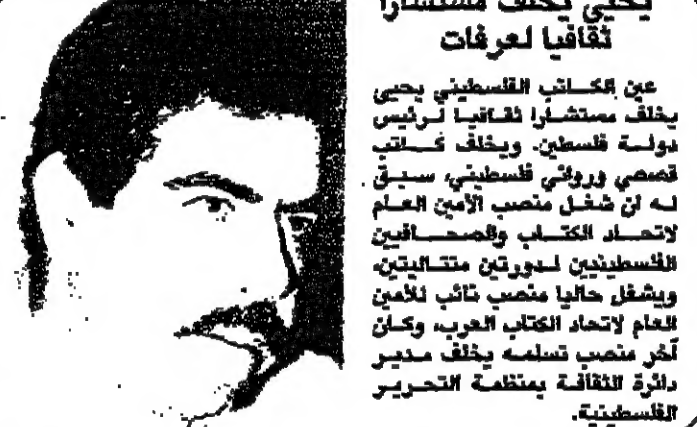 يحيى يخلف مستشارا
ثقافيا لعرفات
عين الكاتب الفلسطيني يحيى
يخلف مستشارا ثقافيا لرئيس
دولة فلسطين. ويخلف كاتب
قصصي وروائي فلسطيني، سبق
له ان شغل منصب الأمين العام
لاتحاد الكتاب والصحافيين
الفلسطينيين لدورتين متتاليتين،
ويشغل حاليا منصب نائب للأمين
العام لاتحاد الكتاب العرب، وكان
آخر منصب تسلمه يخلف مدير
دائرة الثقافة بمنظمة التحرير
الفلسطينية.